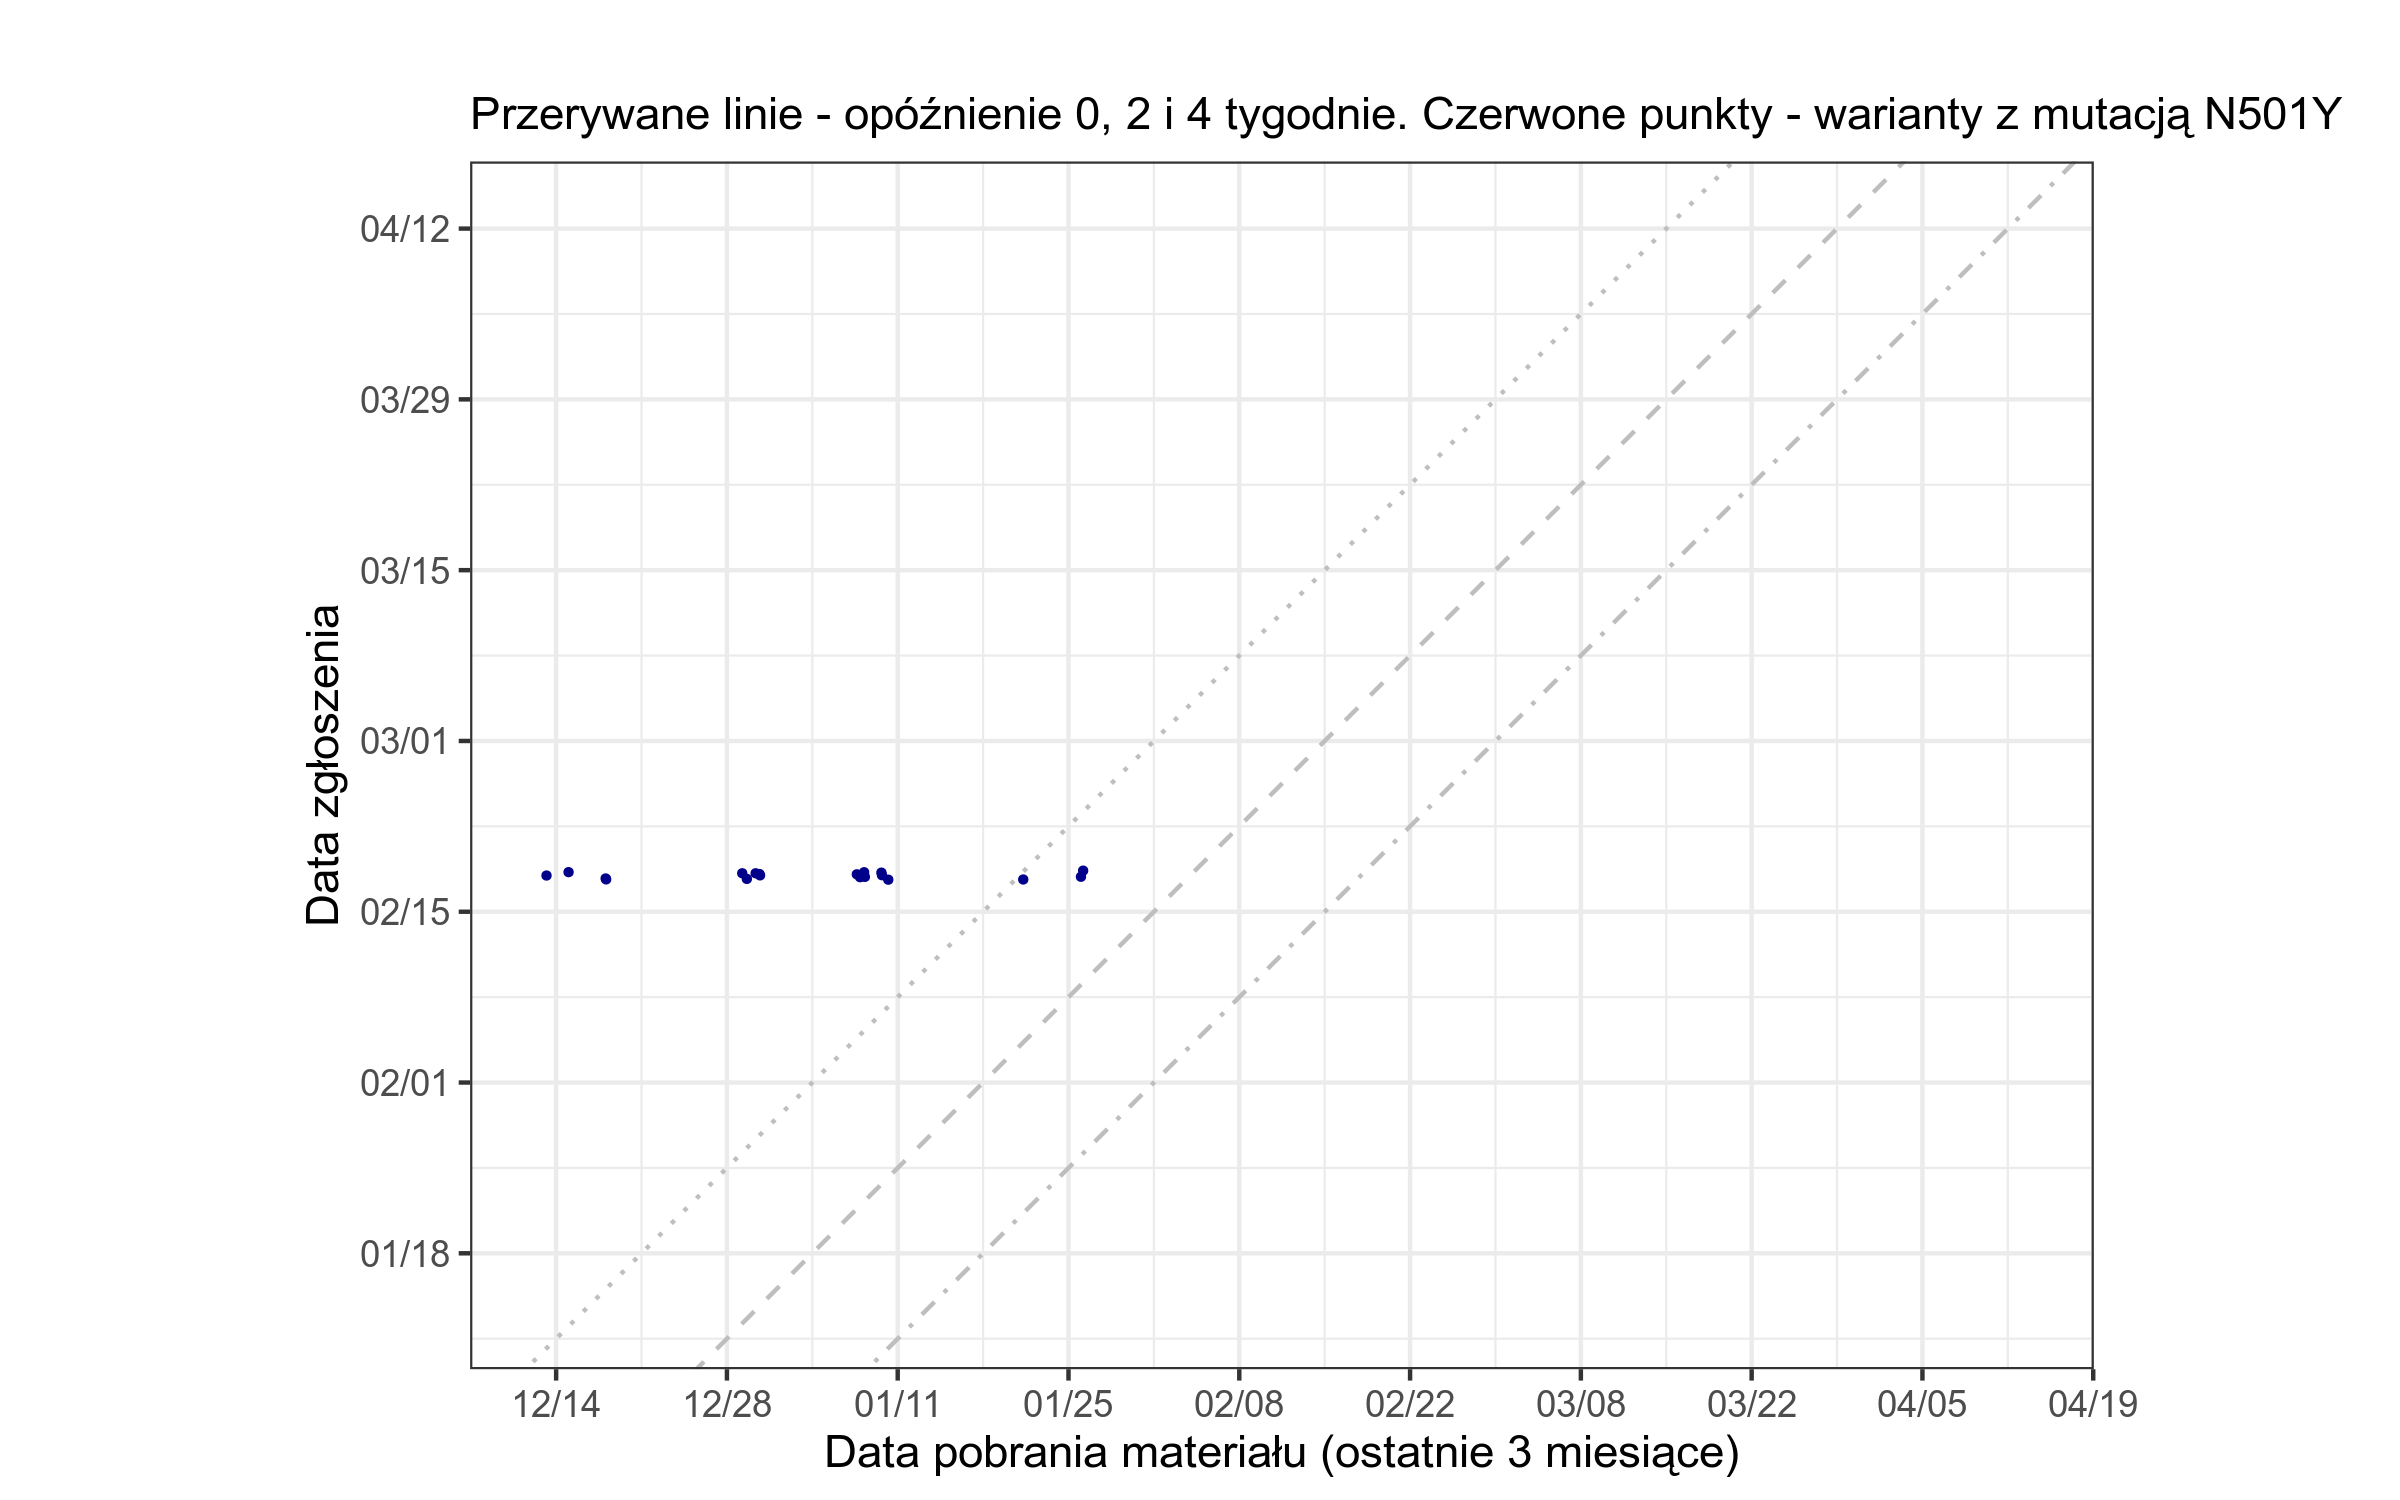 Przerywane linie - opóźnienie 0, 2 i 4 tygodnie. Czerwone punkty - warianty z mutacją N501Y
04/12
03/29
03/15
03/01
02/15
02/01
01/18
Data zgłoszenia
12/14 12/28 01/11 01/25 02/08 02/22 03/08 03/22 04/05 04/19
Data pobrania materiału (ostatnie 3 miesiące)